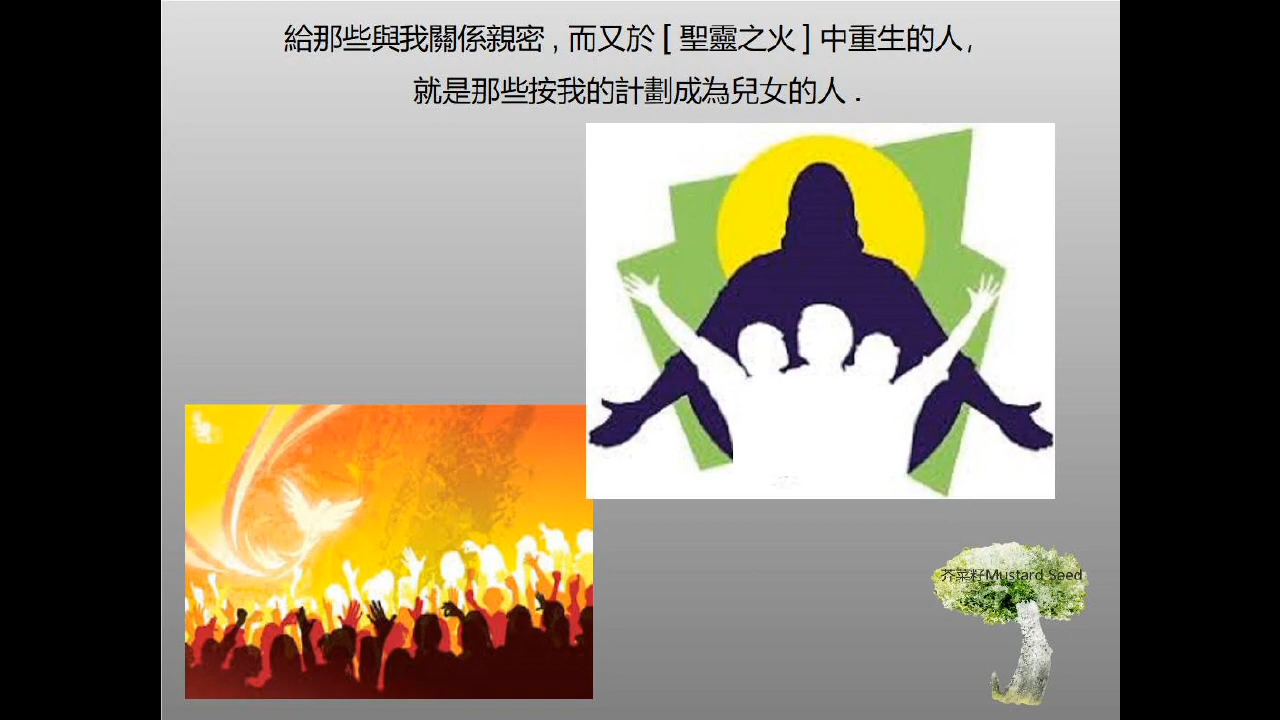 給那些與我關係親密 , 而又於 [ 聖靈之火 ] 中重生的人 ,
就是那些按我的計劃成為兒女的人 .
芥菜籽Mustard Seed